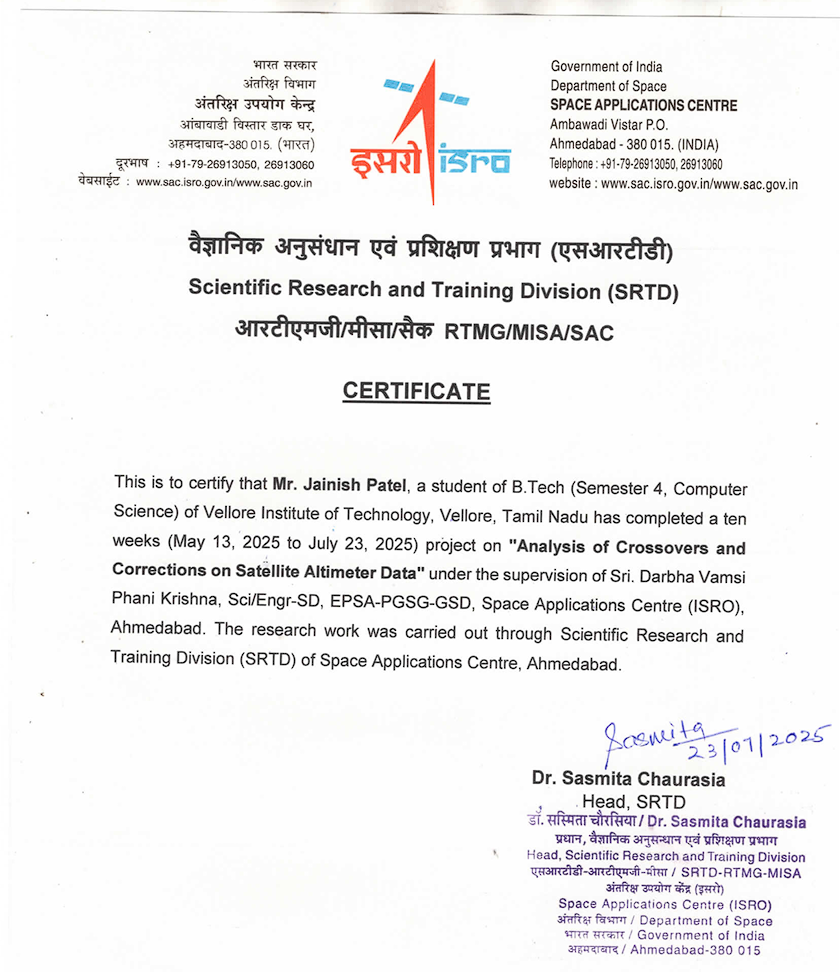 भारत सरकार
अंतरिक्ष विभाग
अंतरिक्ष उपयोग केन्द्र
आंबावाडी विस्तार डाक घर,
अहमदाबाद-380 015. (भारत)
दूरभाष : +91-79-26913050, 26913060
वेबसाईट : www.sac.isro.gov.in/www.sac.gov.in
इसरो isro
Government of India
Department of Space
SPACE APPLICATIONS CENTRE
Ambawadi Vistar P.O.
Ahmedabad - 380 015. (INDIA)
Telephone : +91-79-26913050, 26913060
website : www.sac.isro.gov.in/www.sac.gov.in
वैज्ञानिक अनुसंधान एवं प्रशिक्षण प्रभाग (एसआरटीडी)
Scientific Research and Training Division (SRTD)
आरटीएमजी/मीसा/सैक RTMG/MISA/SAC
CERTIFICATE
This is to certify that Mr. Jainish Patel, a student of B.Tech (Semester 4, Computer
Science) of Vellore Institute of Technology, Vellore, Tamil Nadu has completed a ten
weeks (May 13, 2025 to July 23, 2025) project on "Analysis of Crossovers and
Corrections on Satellite Altimeter Data" under the supervision of Sri. Darbha Vamsi
Phani Krishna, Sci/Engr-SD, EPSA-PGSG-GSD, Space Applications Centre (ISRO),
Ahmedabad. The research work was carried out through Scientific Research and
Training Division (SRTD) of Space Applications Centre, Ahmedabad.
Sasmita
23/07/2025
Dr. Sasmita Chaurasia
Head, SRTD
डॉ. सस्मिता चौरसिया / Dr. Sasmita Chaurasia
प्रधान, वैज्ञानिक अनुसन्धान एवं प्रशिक्षण प्रभाग
Head, Scientific Research and Training Division
एसआरटीडी-आरटीएमजी-मीसा / SRTD-RTMG-MISA
अंतरिक्ष उपयोग केंद्र (इसरो)
Space Applications Centre (ISRO)
अंतरिक्ष विभाग / Department of Space
भारत सरकार / Government of India
अहमदाबाद / Ahmedabad-380 015